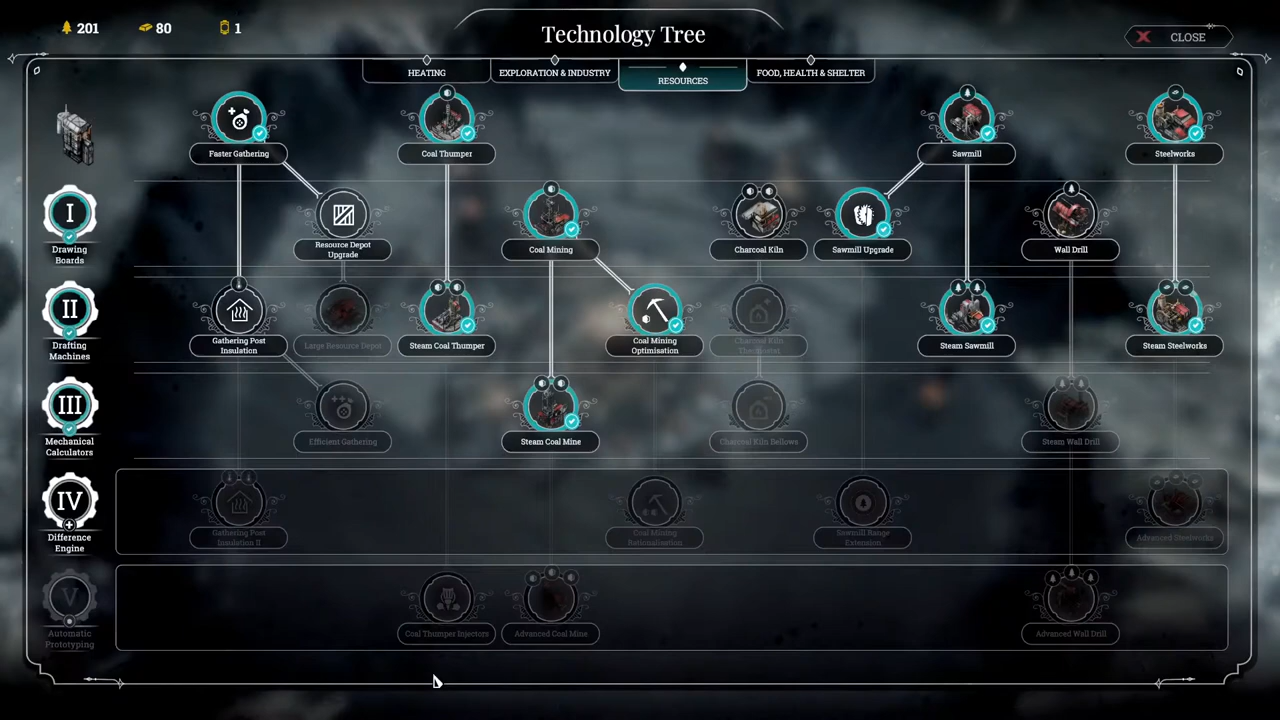 201 80 1
Technology Tree
CLOSE
HEATING
EXPLORATION & INDUSTRY
RESOURCES
FOOD, HEALTH & SHELTER
Faster Gathering
Coal Thumper
Sawmill
Steelworks
I
Drawing
Boards
Resource Depot
Upgrade
Coal Mining
Charcoal Kiln
Sawmill Upgrade
Wall Drill
II
Drafting
Machines
Gathering Post
Insulation
Large Resource Depot
Steam Coal Thumper
Coal Mining
Optimisation
Charcoal Kiln
Thermostat
Steam Sawmill
Steam Steelworks
III
Mechanical
Calculators
Efficient Gathering
Steam Coal Mine
Charcoal Kiln Bellows
Steam Wall Drill
IV
Difference
Engine
Gathering Post
Insulation II
Coal Mining
Rationalisation
Sawmill Range
Extension
Advanced Steelworks
V
Automatic
Prototyping
Coal Thumper Injectors
Advanced Coal Mine
Advanced Wall Drill